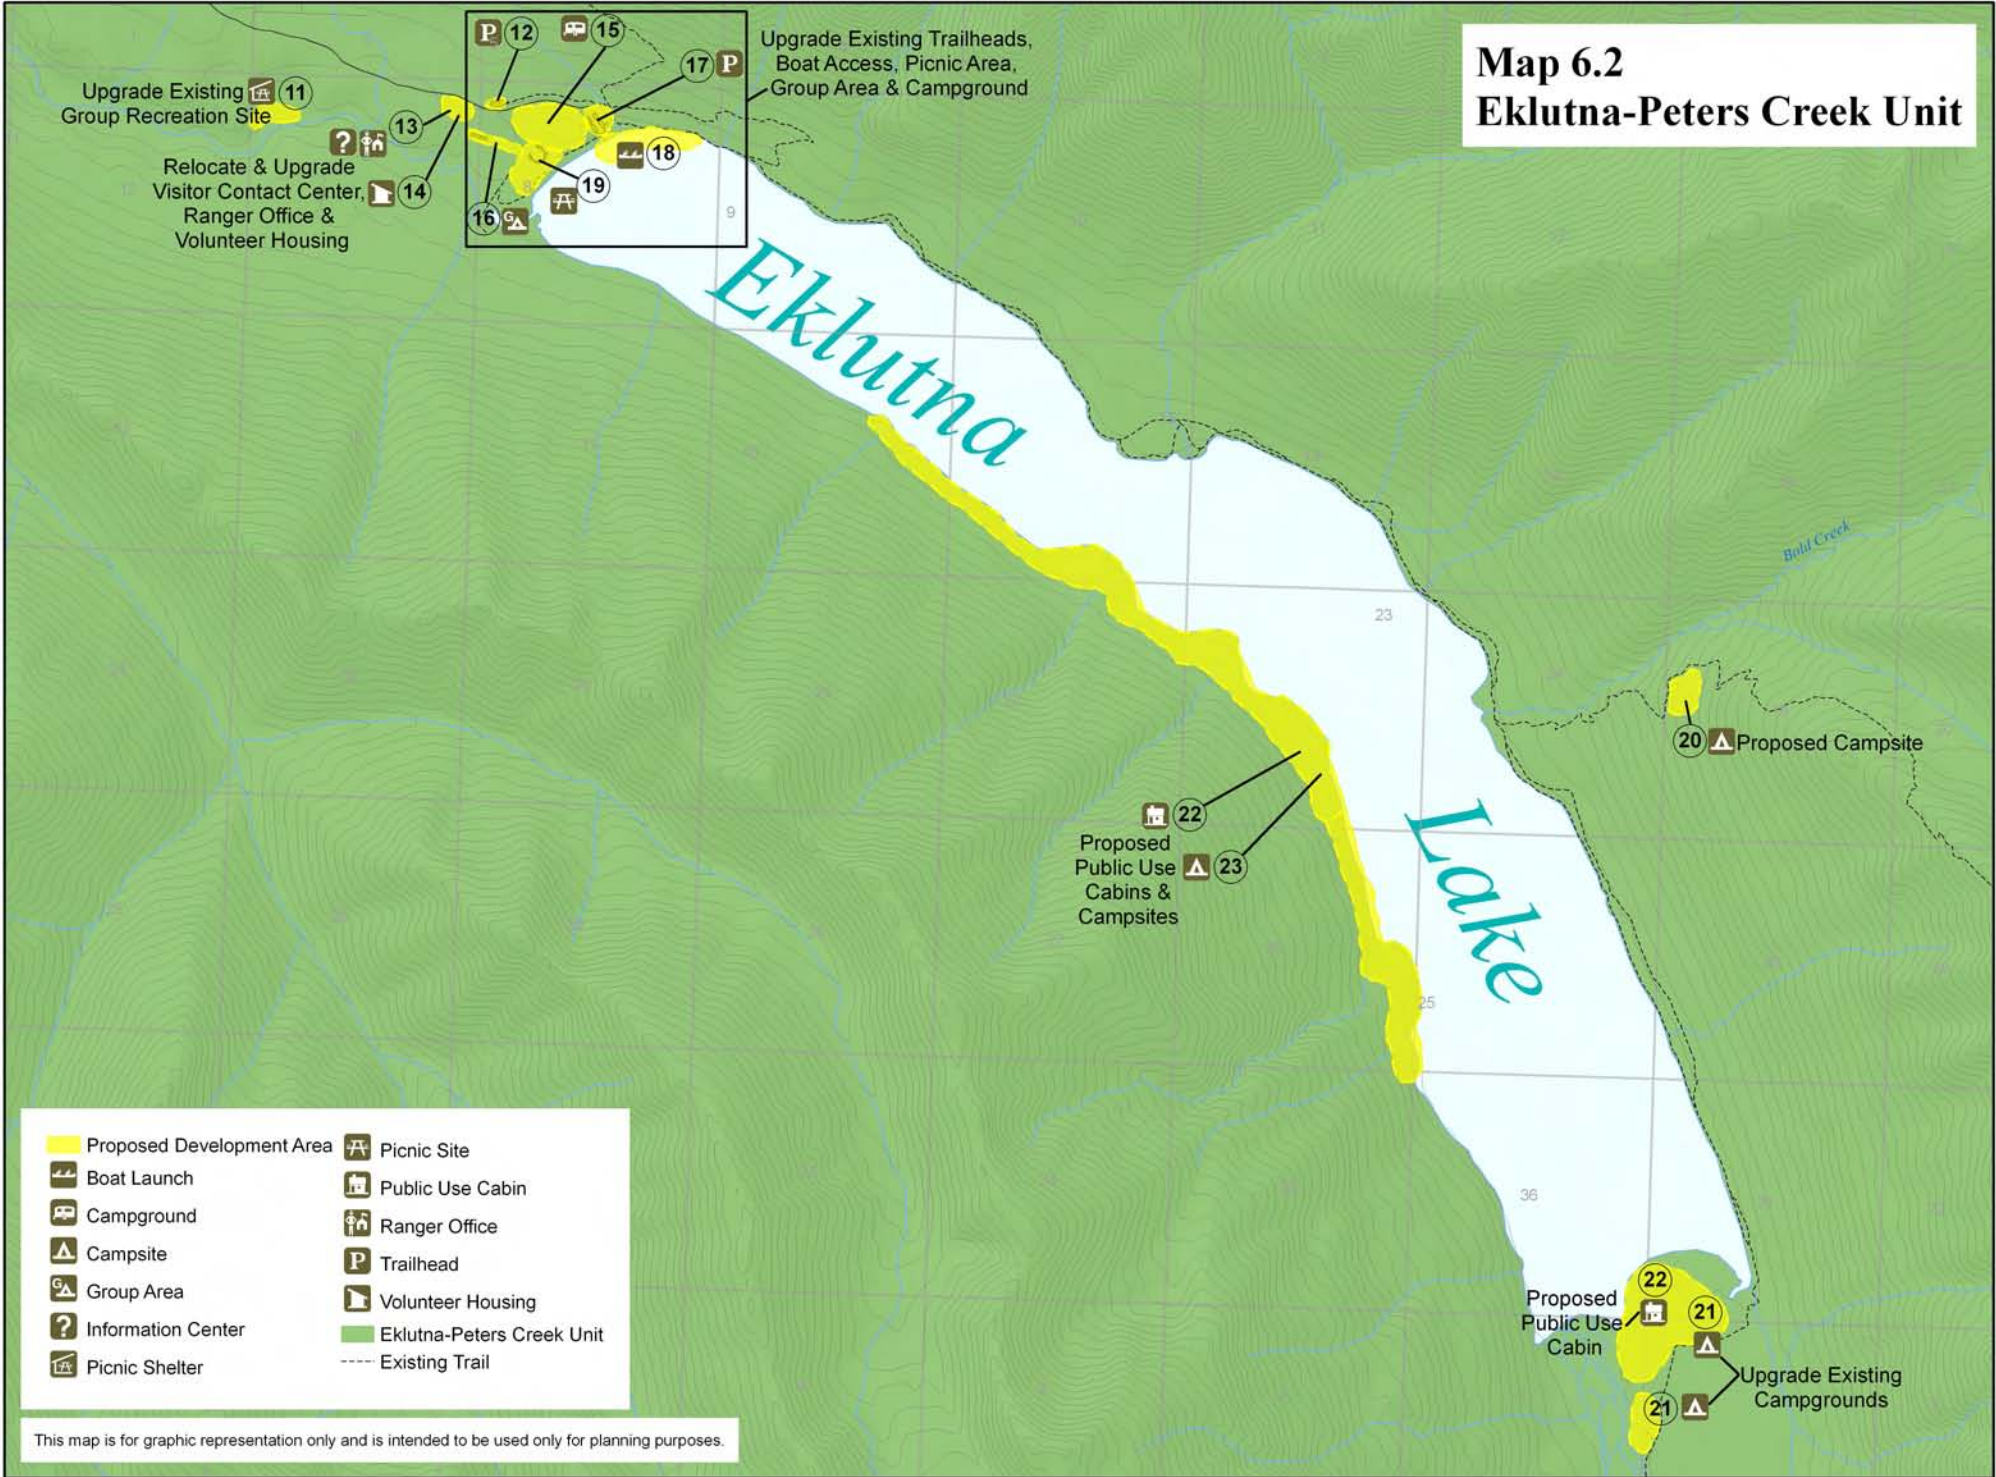 Map 6.2
Eklutna-Peters Creek Unit
P
12
15
17
P
Upgrade Existing Trailheads,
Boat Access, Picnic Area,
Group Area & Campground
Upgrade Existing
11
Group Recreation Site
13
?
Relocate & Upgrade
Visitor Contact Center,
14
Ranger Office &
Volunteer Housing
18
8
19
16
G
9
Eklutna
Lake
Bold Creek
23
20
Proposed Campsite
22
Proposed
Public Use
23
Cabins &
Campsites
25
36
22
Proposed
Public Use
Cabin
21
Upgrade Existing
Campgrounds
21
Proposed Development Area
Boat Launch
Campground
Campsite
G
Group Area
?
Information Center
Picnic Shelter
Picnic Site
Public Use Cabin
Ranger Office
P
Trailhead
Volunteer Housing
Eklutna-Peters Creek Unit
Existing Trail
This map is for graphic representation only and is intended to be used only for planning purposes.